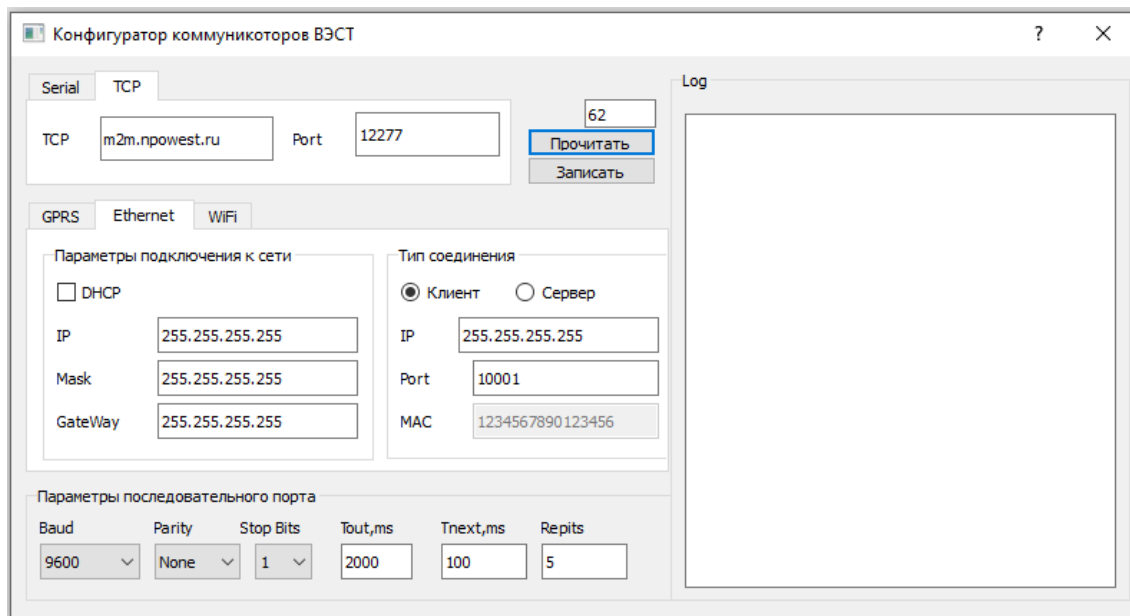 Конфигуратор коммуникоторов ВЭСТ ?
Serial TCP
TCP m2m.npowest.ru Port 12277
62
Прочитать
Записать
GPRS Ethernet WiFi
Параметры подключения к сети
DHCP
IP 255.255.255.255
Mask 255.255.255.255
GateWay 255.255.255.255
Тип соединения
Клиент Сервер
IP 255.255.255.255
Port 10001
MAC 1234567890123456
Параметры последовательного порта
Baud Parity Stop Bits Tout,ms Tnext,ms Repits
9600 None 1 2000 100 5
Log